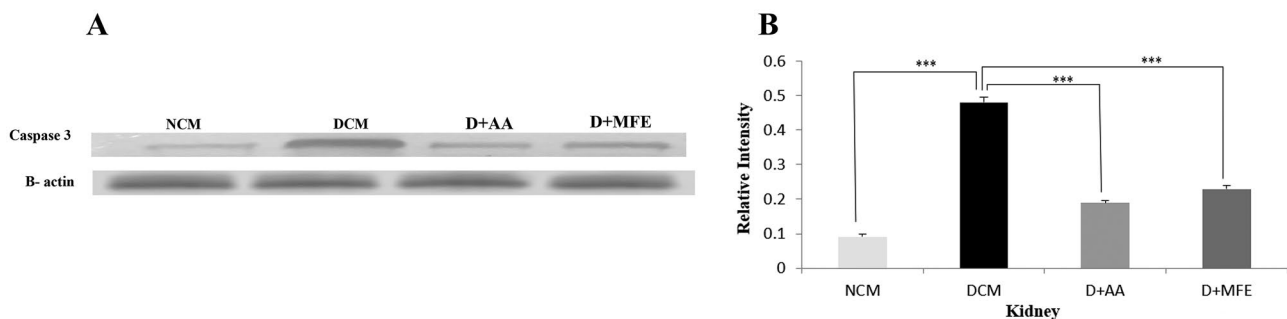 A
NCM DCM D+AA D+MFE
Caspase 3
B- actin
B
Relative Intensity
0.6
0.5
0.4
0.3
0.2
0.1
0
***
***
***
NCM DCM D+AA D+MFE
Kidney